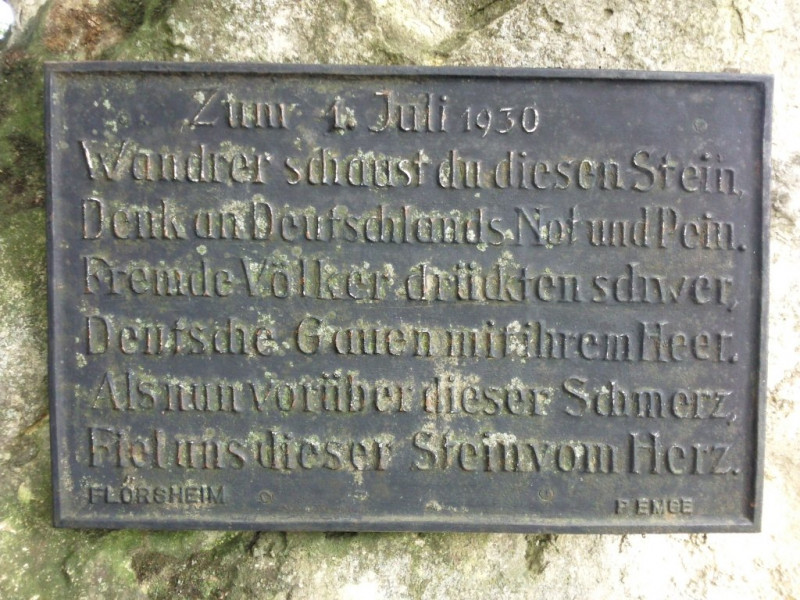 Zum 1. Juli 1930
Wandrer schaust du diesen Stein,
Denk an Deutschlands Not und Pein.
Fremde Völker drückten schwer,
Deutsche Gauen mit ihrem Heer.
Als nun vorüber dieser Schmerz,
Fiel uns dieser Stein vom Herz.
FLÖRSHEIM
P EMGE